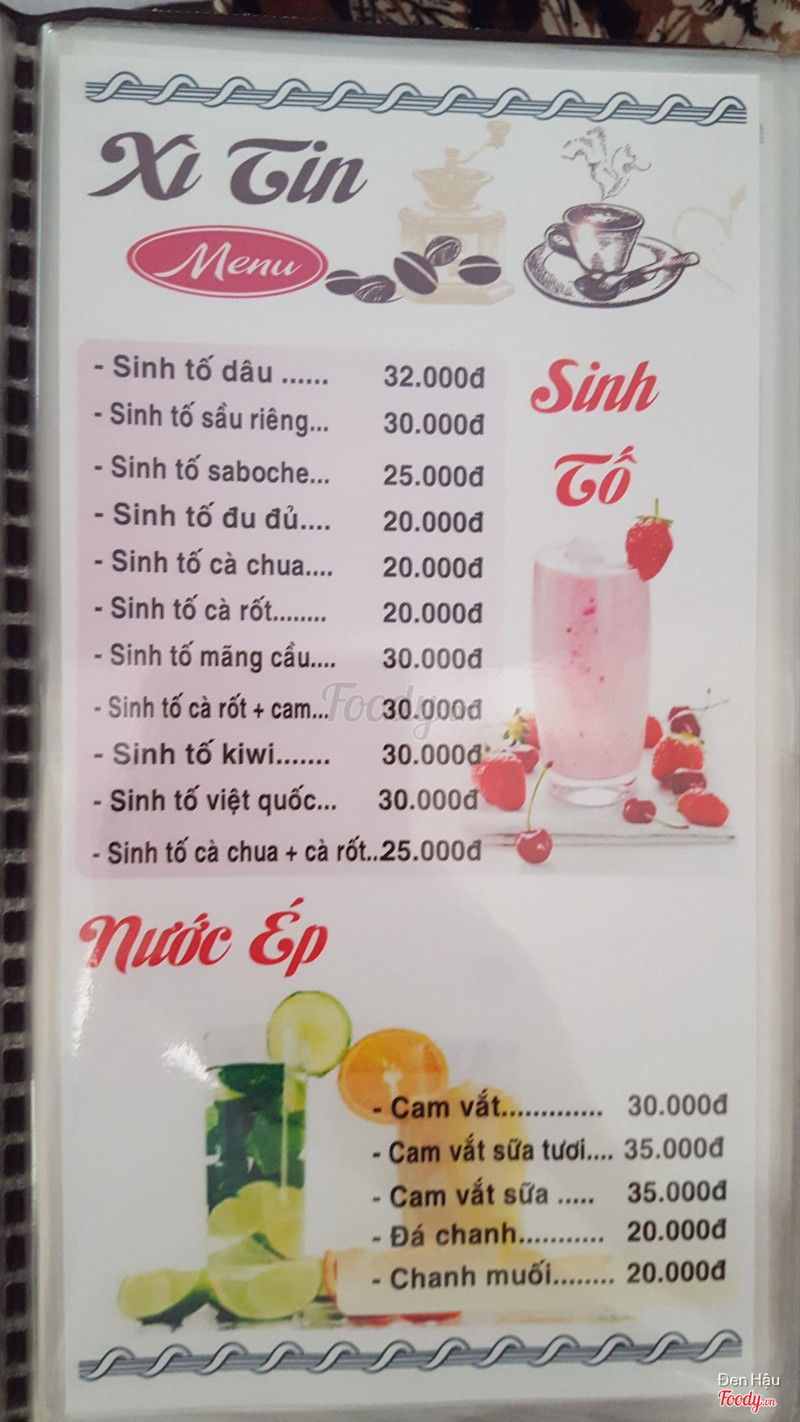 Xì Tin
Menu
- Sinh tố dâu ...... 32.000đ
- Sinh tố sầu riêng... 30.000đ
- Sinh tố saboche... 25.000đ
- Sinh tố đu đủ.... 20.000đ
- Sinh tố cà chua.... 20.000đ
- Sinh tố cà rốt........ 20.000đ
- Sinh tố mãng cầu.... 30.000đ
- Sinh tố cà rốt + cam... 30.000đ
- Sinh tố kiwi....... 30.000đ
- Sinh tố việt quốc... 30.000đ
- Sinh tố cà chua + cà rốt..25.000đ
Sinh
Tố
Foody
Nước Ép
- Cam vắt............. 30.000đ
- Cam vắt sữa tươi.... 35.000đ
- Cam vắt sữa ..... 35.000đ
- Đá chanh........... 20.000đ
- Chanh muối........ 20.000đ
Đen Hậu
Foody.vn